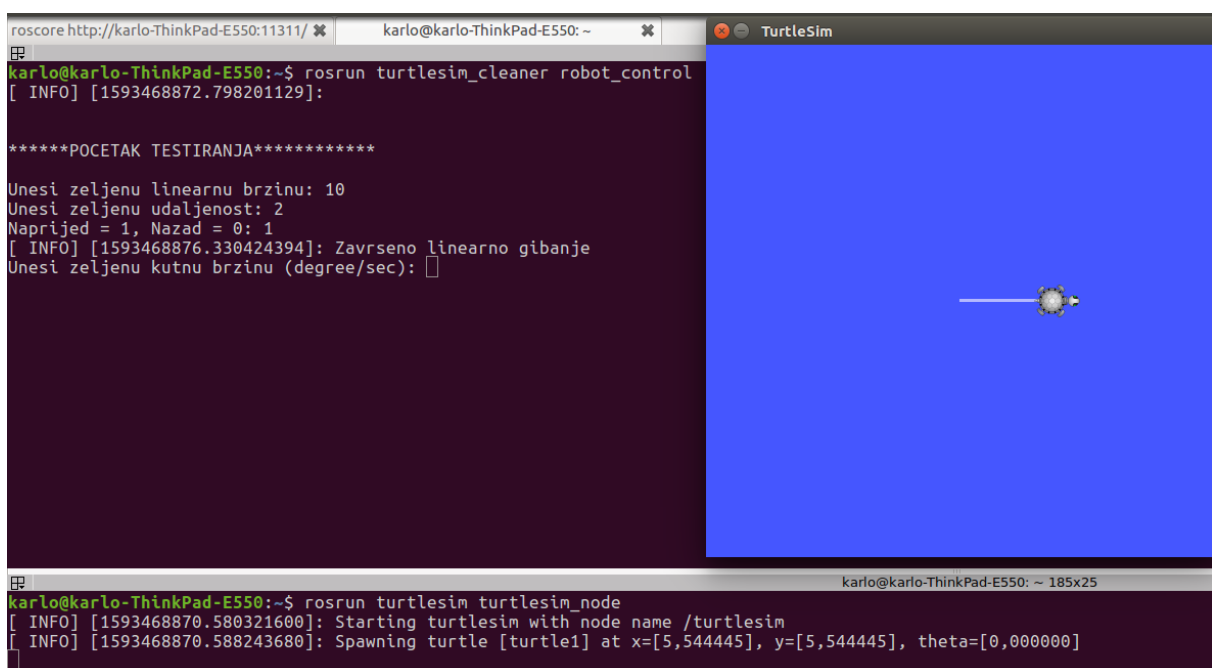 roscore http://karlo-ThinkPad-E550:11311/
karlo@karlo-ThinkPad-E550: ~
TurtleSim
karlo@karlo-ThinkPad-E550:~$ rosrun turtlesim_cleaner robot_control
[ INFO] [1593468872.798201129]:
******POCETAK TESTIRANJA************
Unesi zeljenu linearnu brzinu: 10
Unesi zeljenu udaljenost: 2
Naprijed = 1, Nazad = 0: 1
[ INFO] [1593468876.330424394]: Zavrseno linearno gibanje
Unesi zeljenu kutnu brzinu (degree/sec):
karlo@karlo-ThinkPad-E550: ~ 185x25
karlo@karlo-ThinkPad-E550:~$ rosrun turtlesim turtlesim_node
[ INFO] [1593468870.580321600]: Starting turtlesim with node name /turtlesim
[ INFO] [1593468870.588243680]: Spawning turtle [turtle1] at x=[5,544445], y=[5,544445], theta=[0,000000]